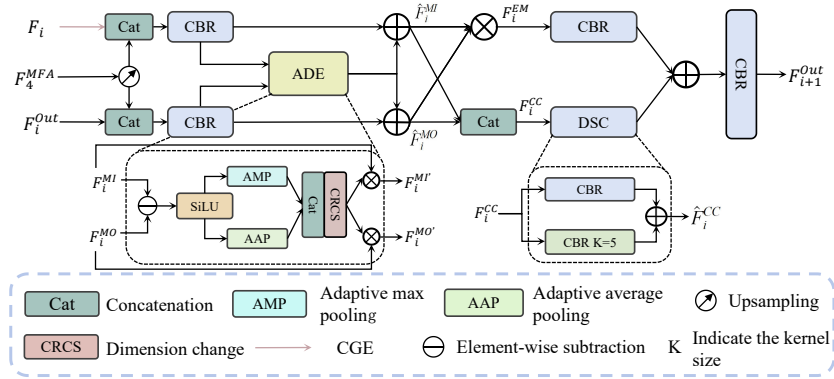 F_i
Cat
CBR
\hat{F}_i^{MI}
F_i^{EM}
CBR
F_4^{MFA}
ADE
CBR
F_{i+1}^{Out}
F_i^{Out}
Cat
CBR
\hat{F}_i^{MO}
Cat
F_i^{CC}
DSC
F_i^{MI}
SiLU
AMP
Cat
CRCS
F_i^{MI'}
F_i^{MO}
AAP
F_i^{MO'}
F_i^{CC}
CBR
CBR K=5
\hat{F}_i^{CC}
Cat Concatenation
AMP Adaptive max
pooling
AAP Adaptive average
pooling
Upsampling
CRCS Dimension change
CGE
Element-wise subtraction
K Indicate the kernel
size